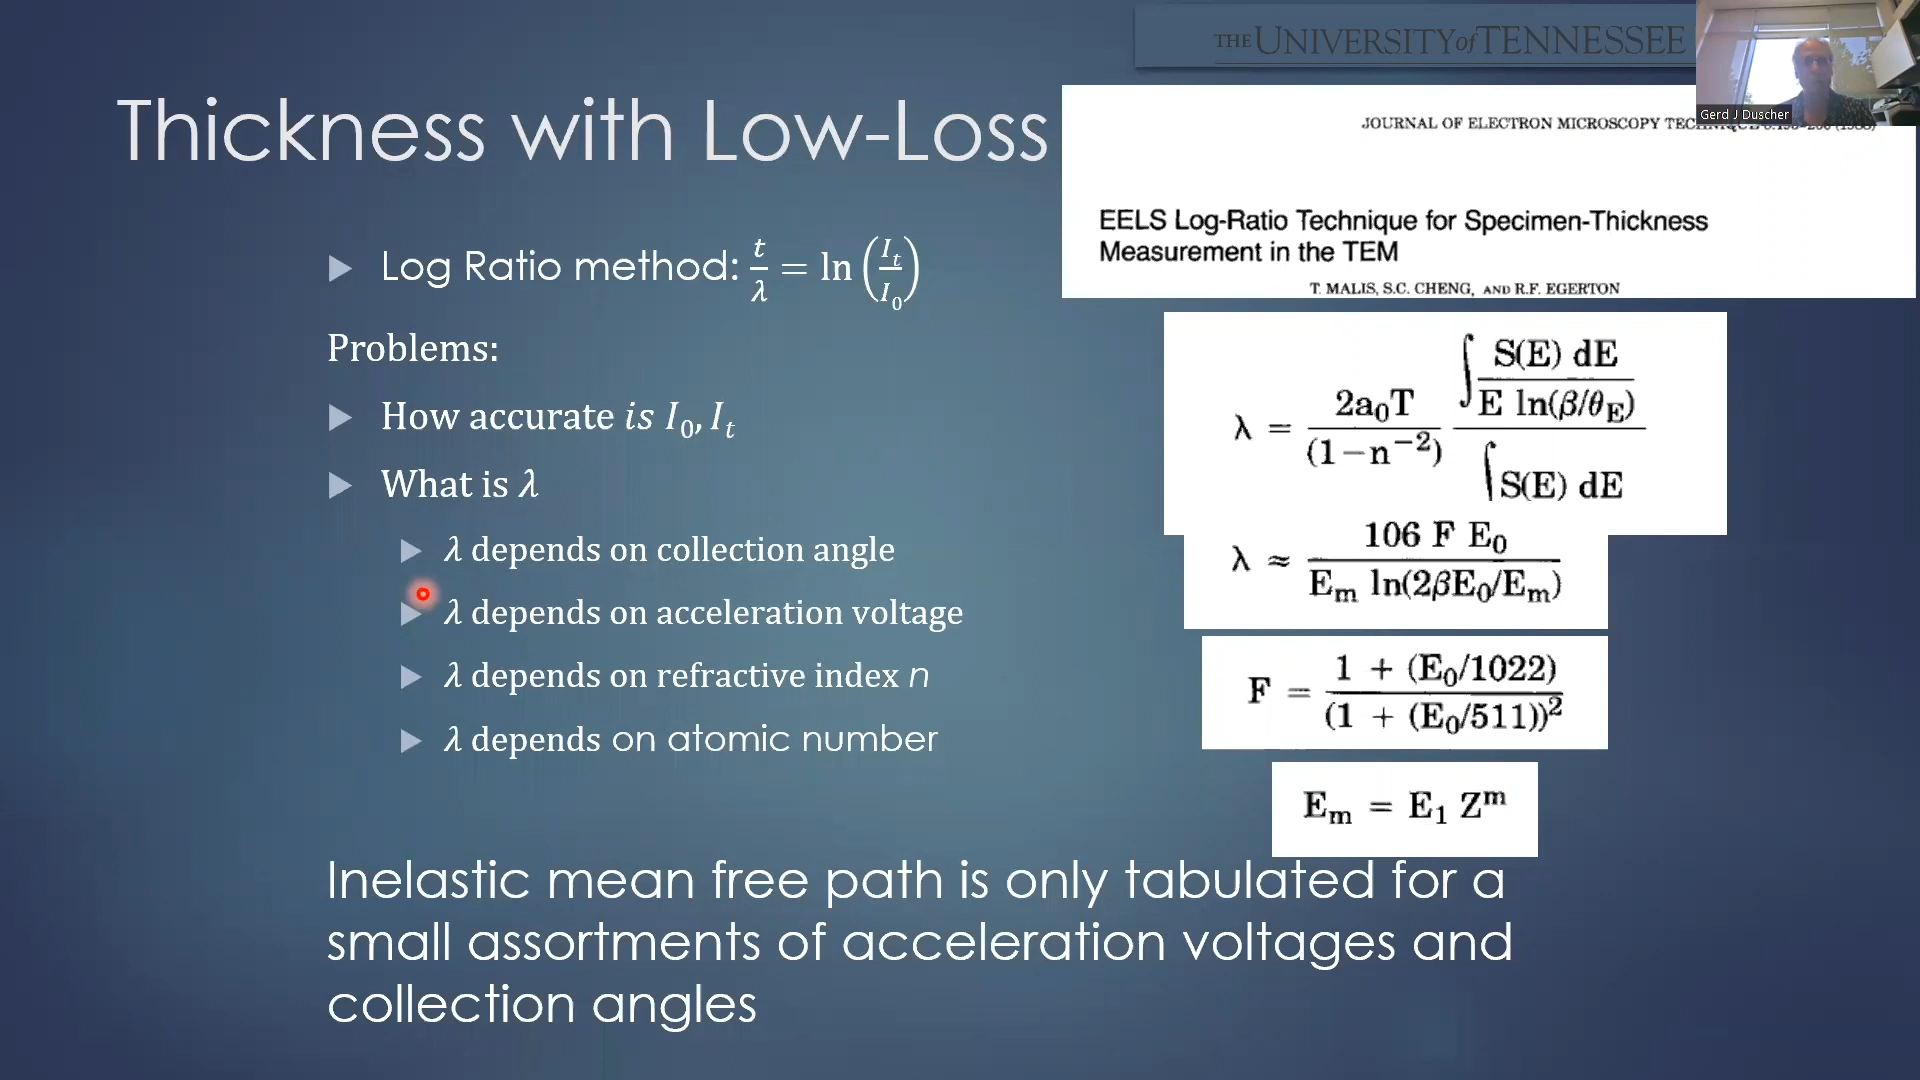 THE UNIVERSITY of TENNESSEE
Gerd J Duscher
Thickness with Low-Loss
JOURNAL OF ELECTRON MICROSCOPY
EELS Log-Ratio Technique for Specimen-Thickness
Measurement in the TEM
T. MALIS, S.C. CHENG, AND R.F. EGERTON
▶ Log Ratio method: t/λ = ln(I_t/I_0)
Problems:
▶ How accurate is I_0, I_t
▶ What is λ
▶ λ depends on collection angle
▶ λ depends on acceleration voltage
▶ λ depends on refractive index n
▶ λ depends on atomic number
λ = 2a_0T/(1−n^−2) ∫ S(E) dE/(E ln(β/θ_E)) / ∫ S(E) dE
λ ≈ 106 F E_0/(E_m ln(2βE_0/E_m))
F = 1 + (E_0/1022)/(1 + (E_0/511))^2
E_m = E_1 Z^m
Inelastic mean free path is only tabulated for a
small assortments of acceleration voltages and
collection angles